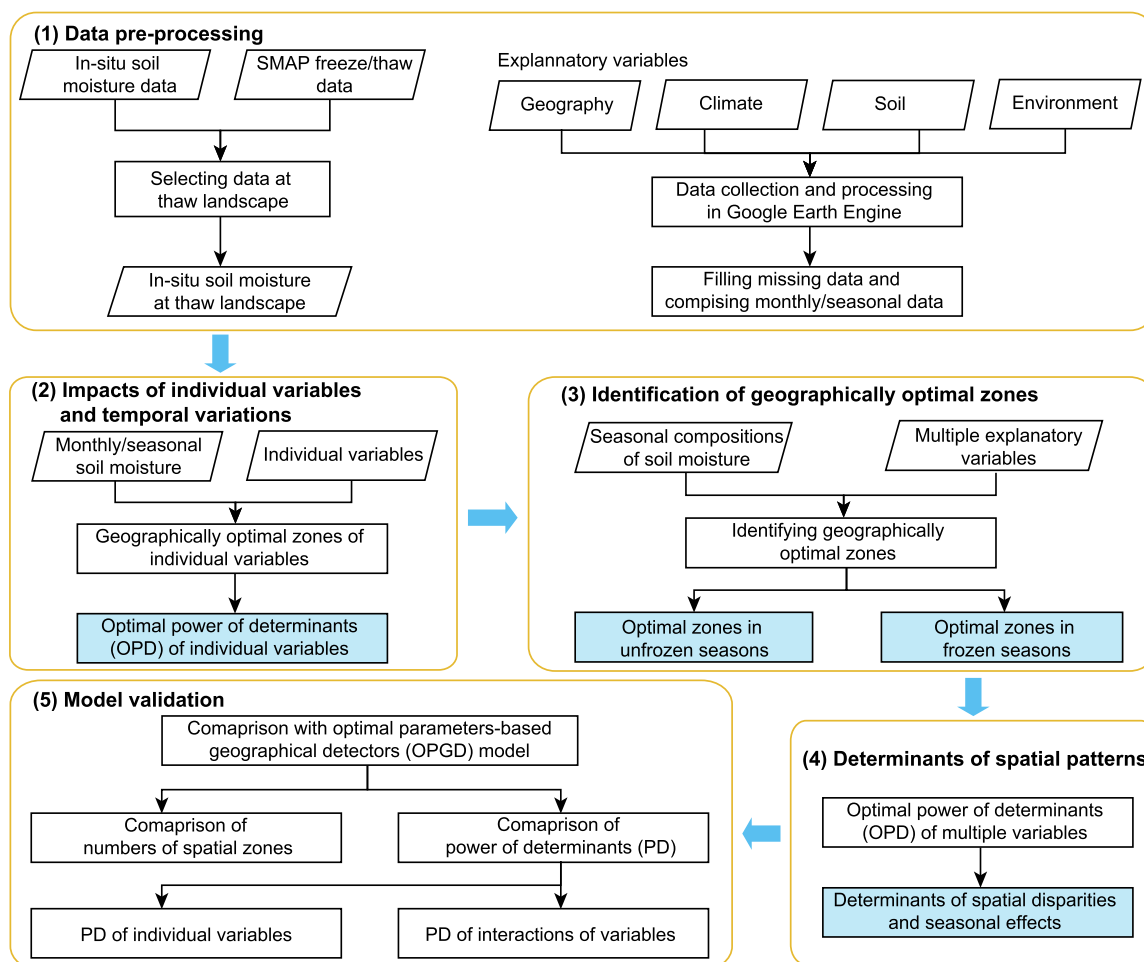 (1) Data pre-processing
In-situ soil
moisture data
SMAP freeze/thaw
data
Selecting data at
thaw landscape
In-situ soil moisture
at thaw landscape
Explannatory variables
Geography
Climate
Soil
Environment
Data collection and processing
in Google Earth Engine
Filling missing data and
compising monthly/seasonal data
(2) Impacts of individual variables
and temporal variations
Monthly/seasonal
soil moisture
Individual variables
Geographically optimal zones of
individual variables
Optimal power of determinants
(OPD) of individual variables
(3) Identification of geographically optimal zones
Seasonal compositions
of soil moisture
Multiple explanatory
variables
Identifying geographically
optimal zones
Optimal zones in
unfrozen seasons
Optimal zones in
frozen seasons
(4) Determinants of spatial patterns
Optimal power of determinants
(OPD) of multiple variables
Determinants of spatial disparities
and seasonal effects
(5) Model validation
Comaprison with optimal parameters-based
geographical detectors (OPGD) model
Comaprison of
numbers of spatial zones
Comaprison of
power of determinants (PD)
PD of individual variables
PD of interactions of variables